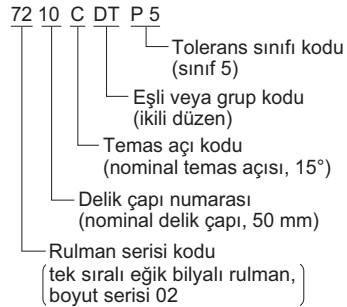 72 10 C DT P 5
Tolerans sınıfı kodu
(sınıf 5)
Eşli veya grup kodu
(ikili düzen)
Temas açı kodu
(nominal temas açısı, 15°)
Delik çapı numarası
(nominal delik çapı, 50 mm)
Rulman serisi kodu
(tek sıralı eğik bilyalı rulman,
boyut serisi 02)